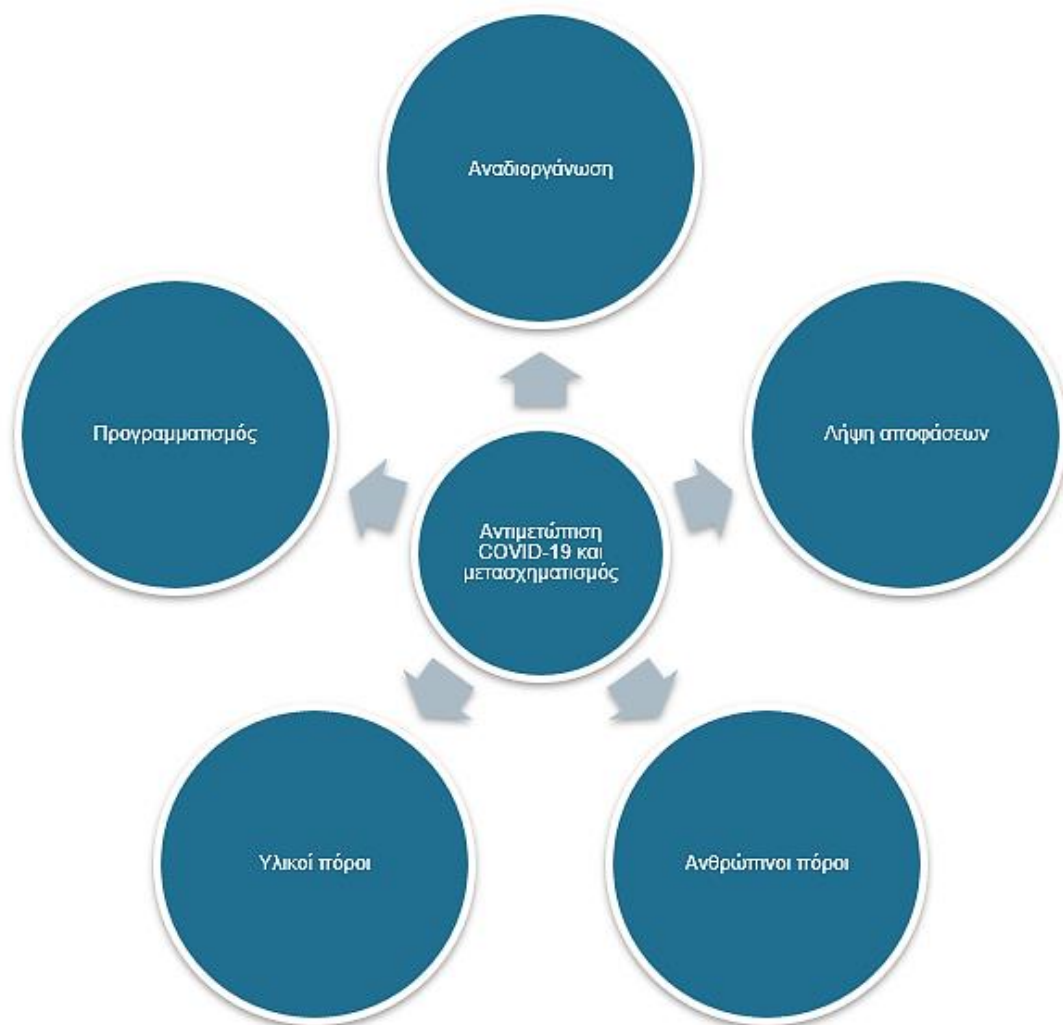 Αναδιοργάνωση
Προγραμματισμός
Λήψη αποφάσεων
Αντιμετώπιση
COVID-19 και
μετασχηματισμός
Υλικοί πόροι
Ανθρώπινοι πόροι